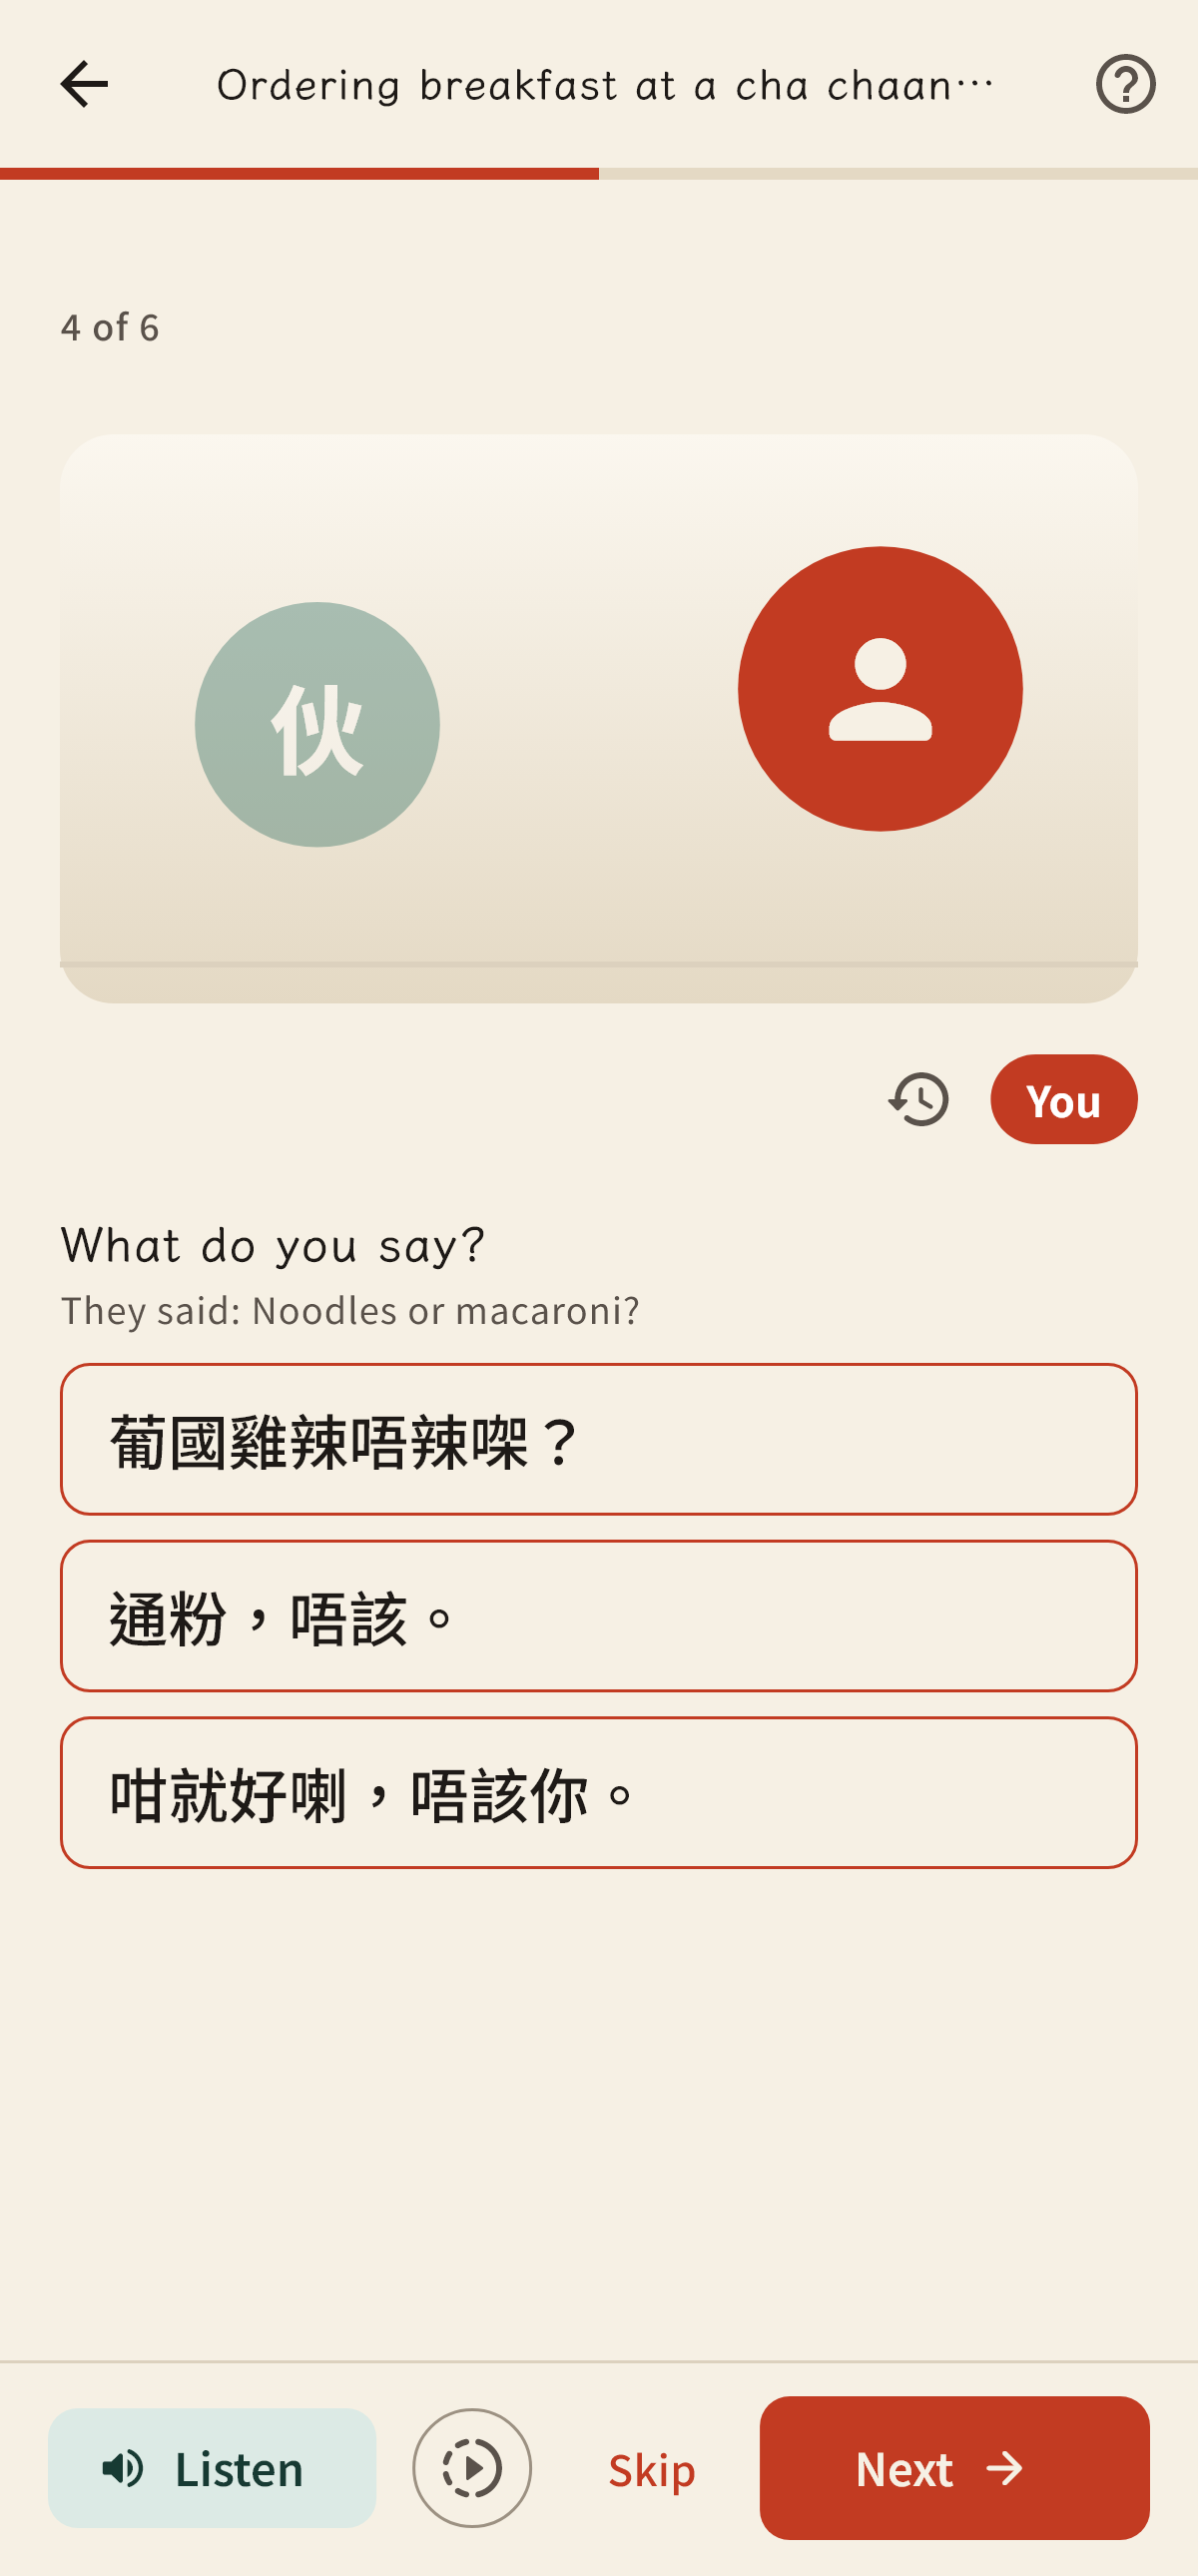 Ordering breakfast at a cha chaan…
4 of 6
伙
You
What do you say?
They said: Noodles or macaroni?
葡國雞辣唔辣㗎？
通粉，唔該。
咁就好喇，唔該你。
Listen
Skip
Next